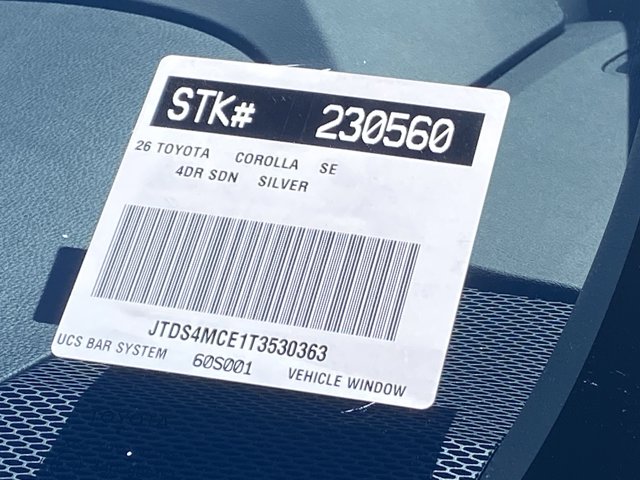 STK# 230560
26 TOYOTA COROLLA SE
4DR SDN SILVER
JTDS4MCE1T3530363
UCS BAR SYSTEM 60S001 VEHICLE WINDOW